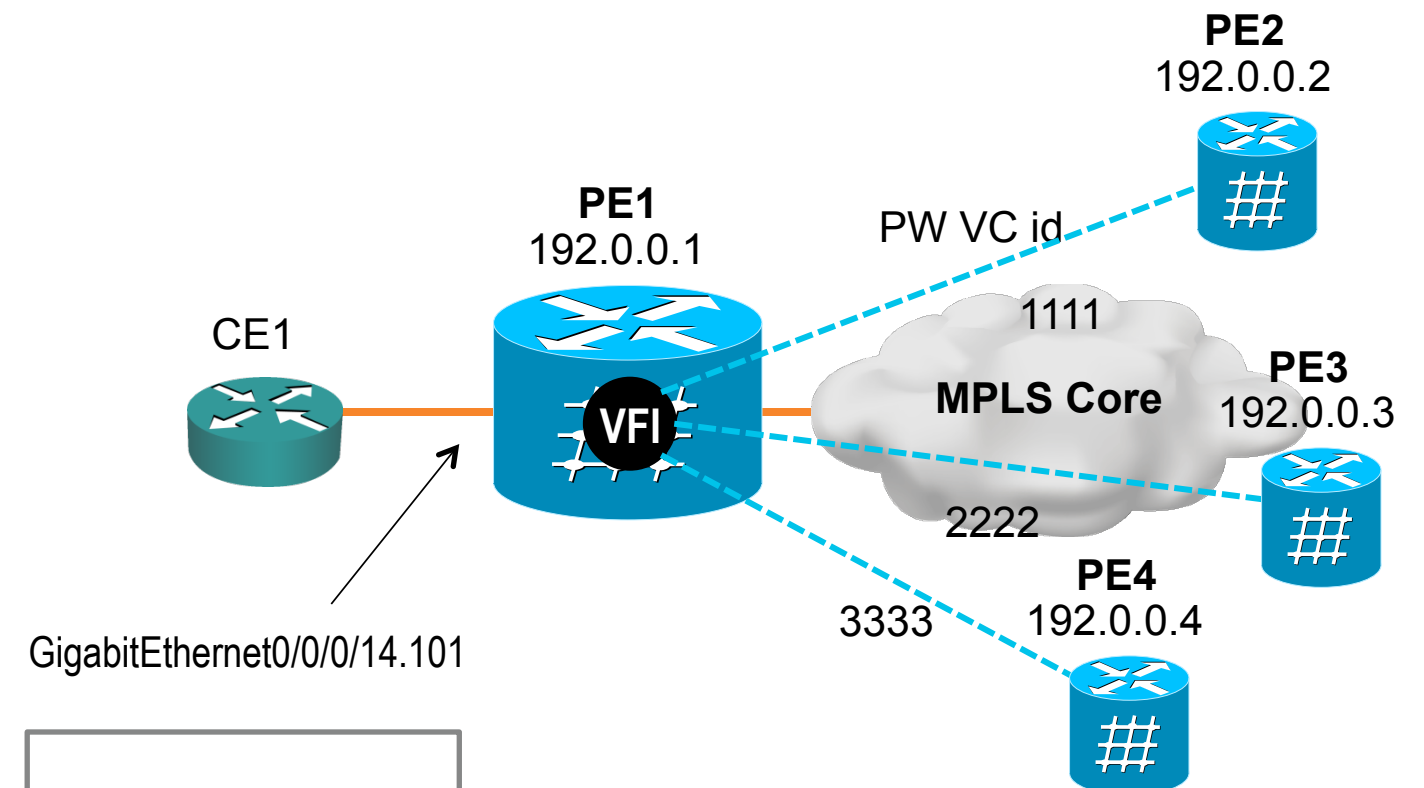 PE2
192.0.0.2
PE1
192.0.0.1
PW VC id
CE1
1111
PE3
192.0.0.3
MPLS Core
VFI
2222
PE4
192.0.0.4
3333
GigabitEthernet0/0/0/14.101